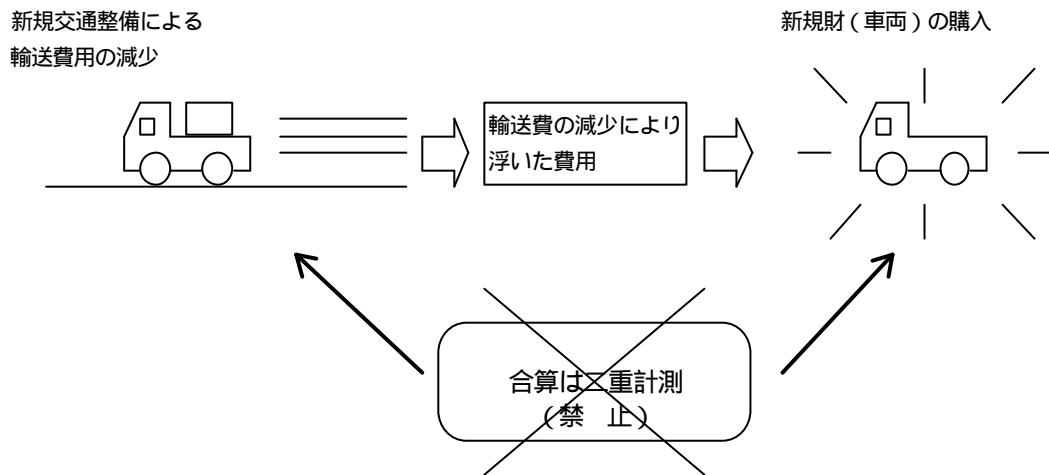 新規交通整備による
輸送費用の減少
新規財（車両）の購入
輸送費の減少により
浮いた費用
合算は二重計測
（禁　止）